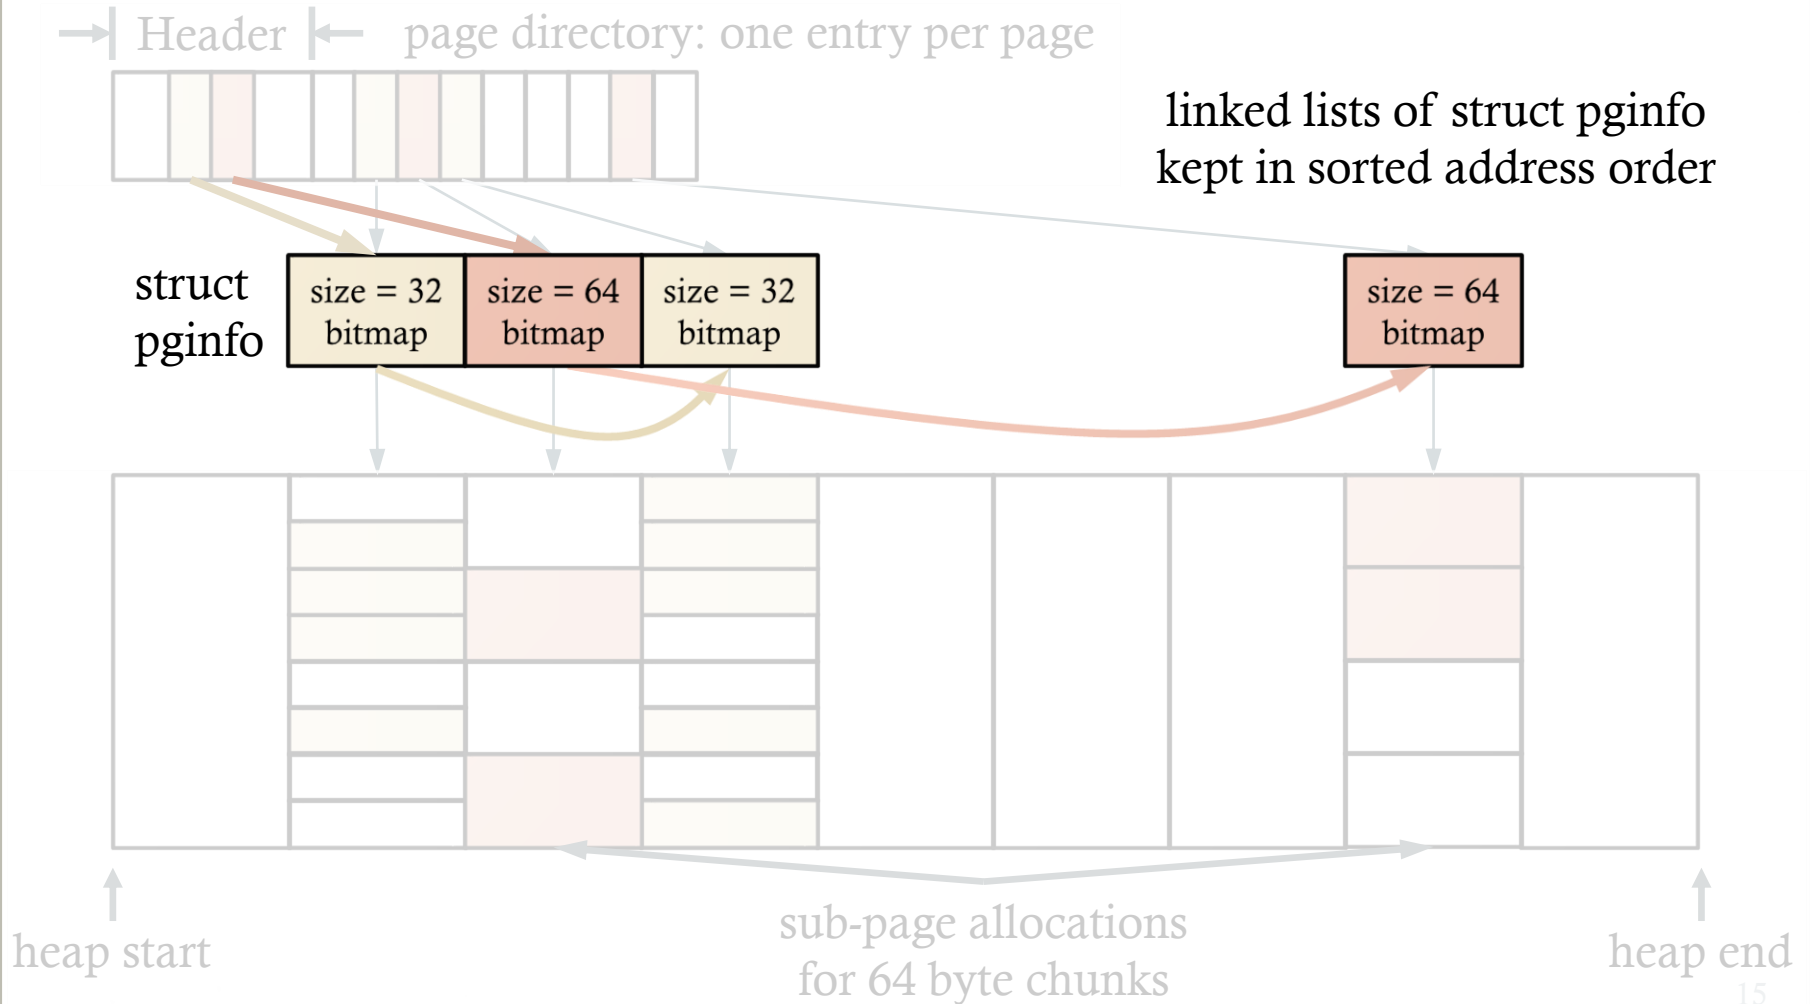 Header
page directory: one entry per page
linked lists of struct pginfo
kept in sorted address order
struct
pginfo
size = 32
bitmap
size = 64
bitmap
size = 32
bitmap
size = 64
bitmap
sub-page allocations
for 64 byte chunks
heap start
heap end
15